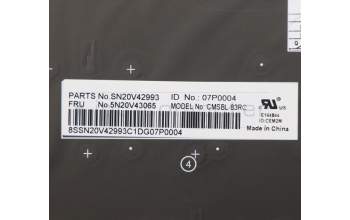 PARTS No.SN20V42993 ID No : 07P0004
FRU No.5N20V43065 MODEL No: CMSBL-83RC
8SSN20V42993C1DG07P0004
Made in China
4